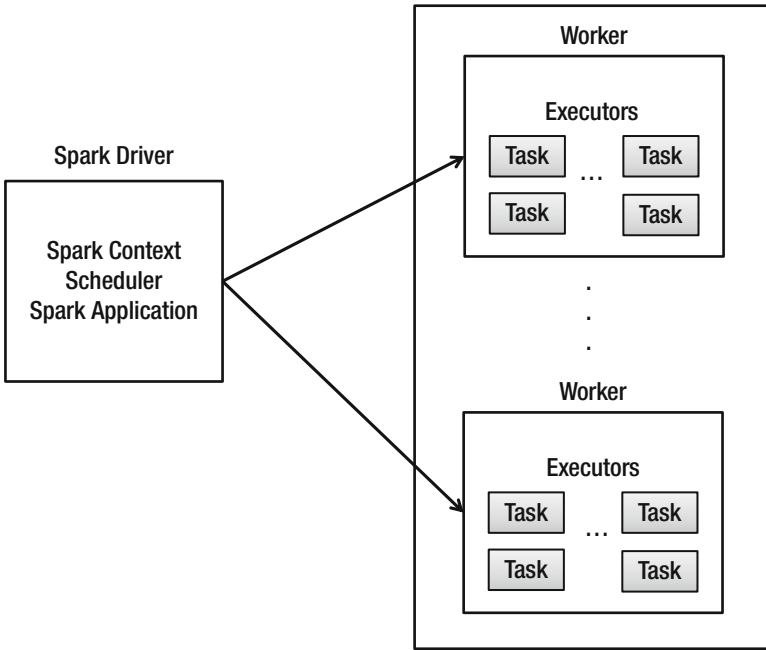 Spark Driver
Spark Context
Scheduler
Spark Application
Worker
Executors
Task ... Task
Task Task
.
.
.
Worker
Executors
Task ... Task
Task Task